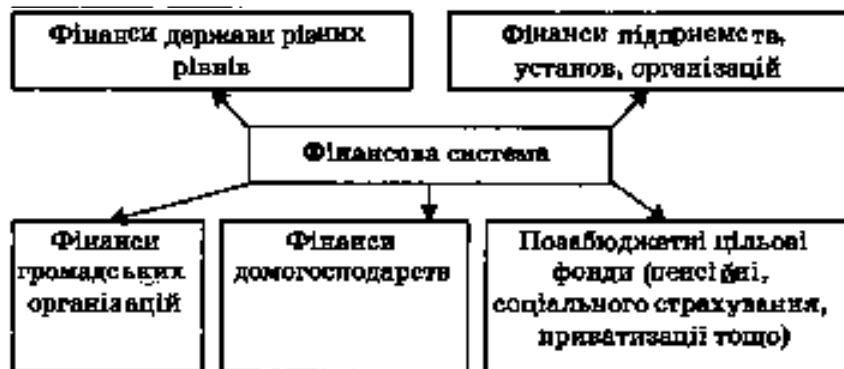 Фінанси держави різних
рівнів
Фінанси підприємств,
установ, організацій
Фінансова система
Фінанси
громадських
організацій
Фінанси
домогосподарств
Позабюджетні цільові
фонди (пенсійні,
соціального страхування,
приватизації тощо)